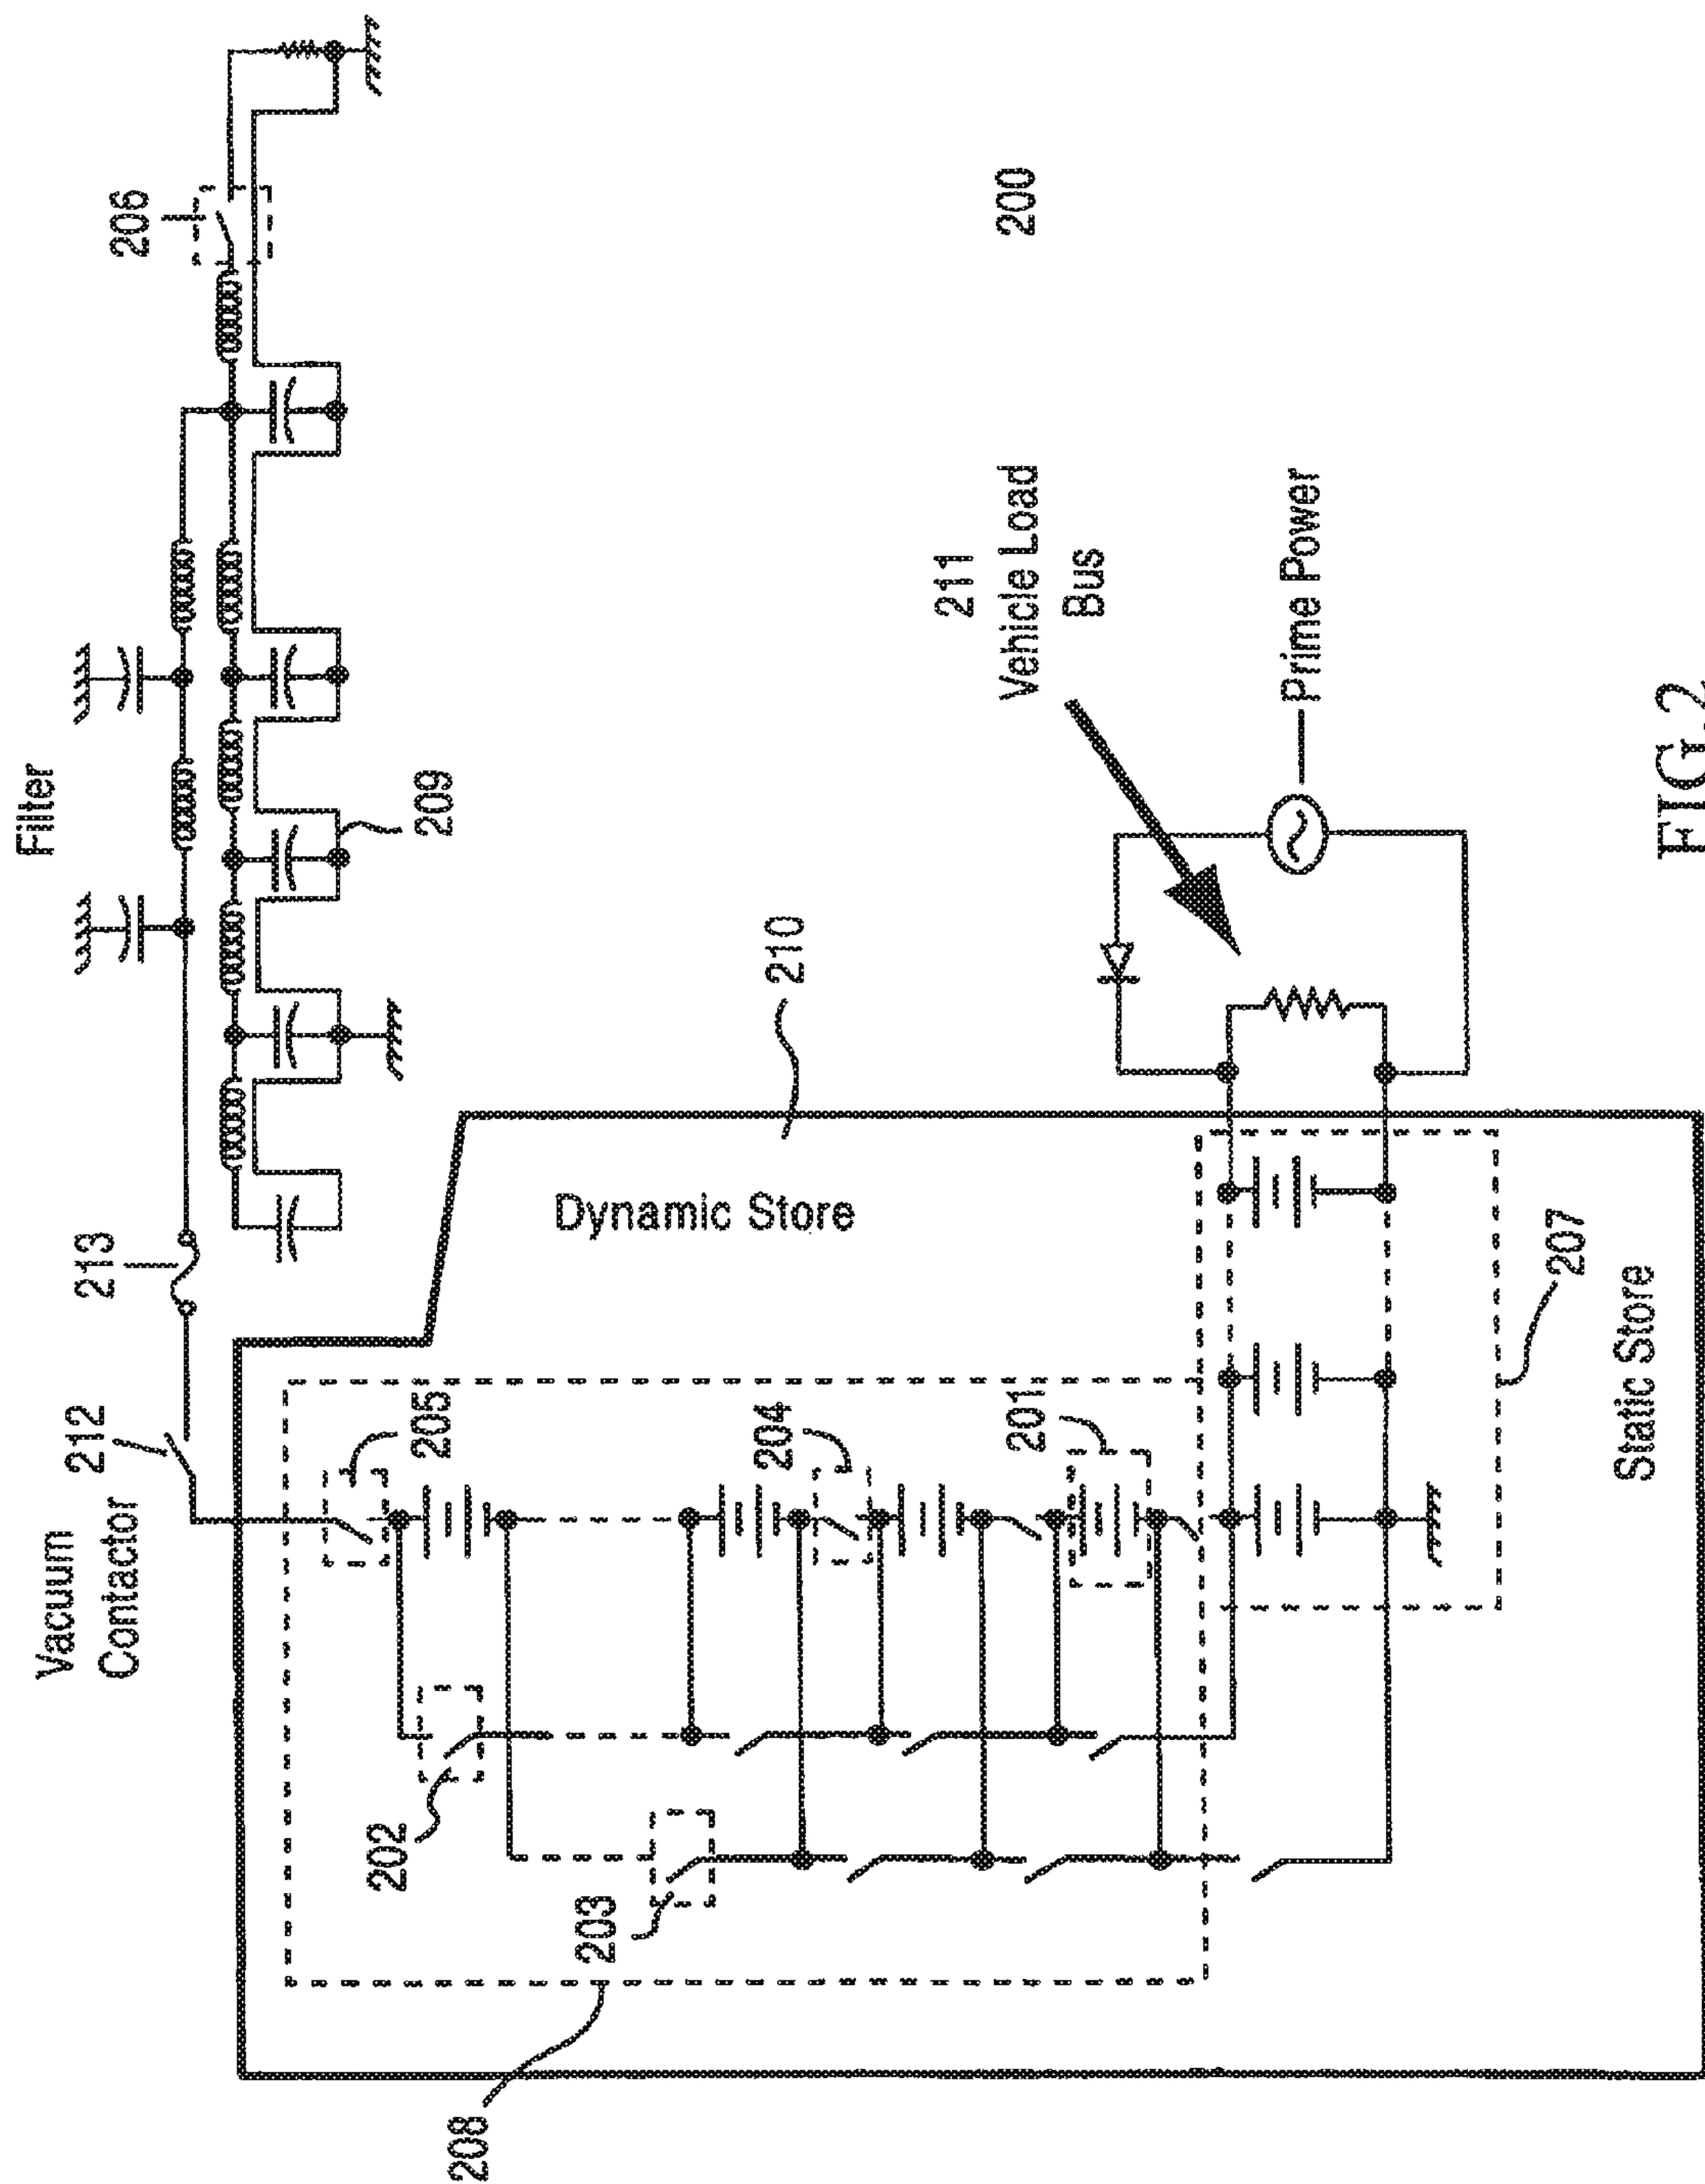 Vacuum
Contactor
212
213
Filter
206
205
204
201
202
203
208
209
210
Dynamic Store
207
Static Store
211
Vehicle Load
Bus
Prime Power
200
FIG.2